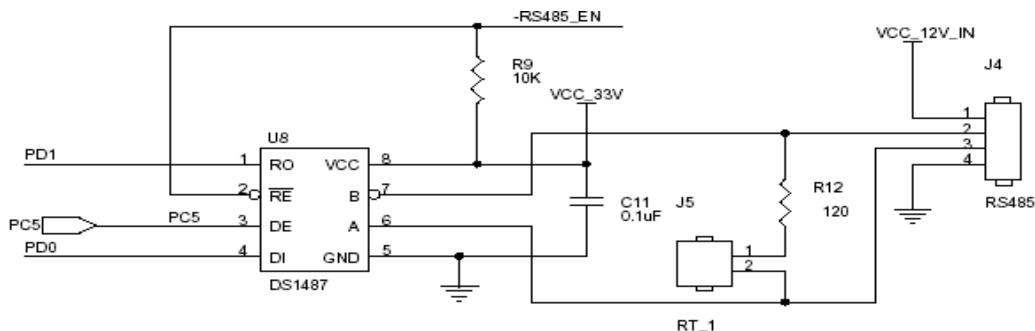 -RS485_EN
VCC_12V_IN
J4
R9
10K
VCC_33V
U8
1
2
3
4
RS485
PD1
1
RO
VCC
8
2
RE
B
7
PC5
PC5
3
DE
A
6
PD0
4
DI
GND
5
DS1487
C11
0.1uF
J5
R12
120
1
2
RT_1